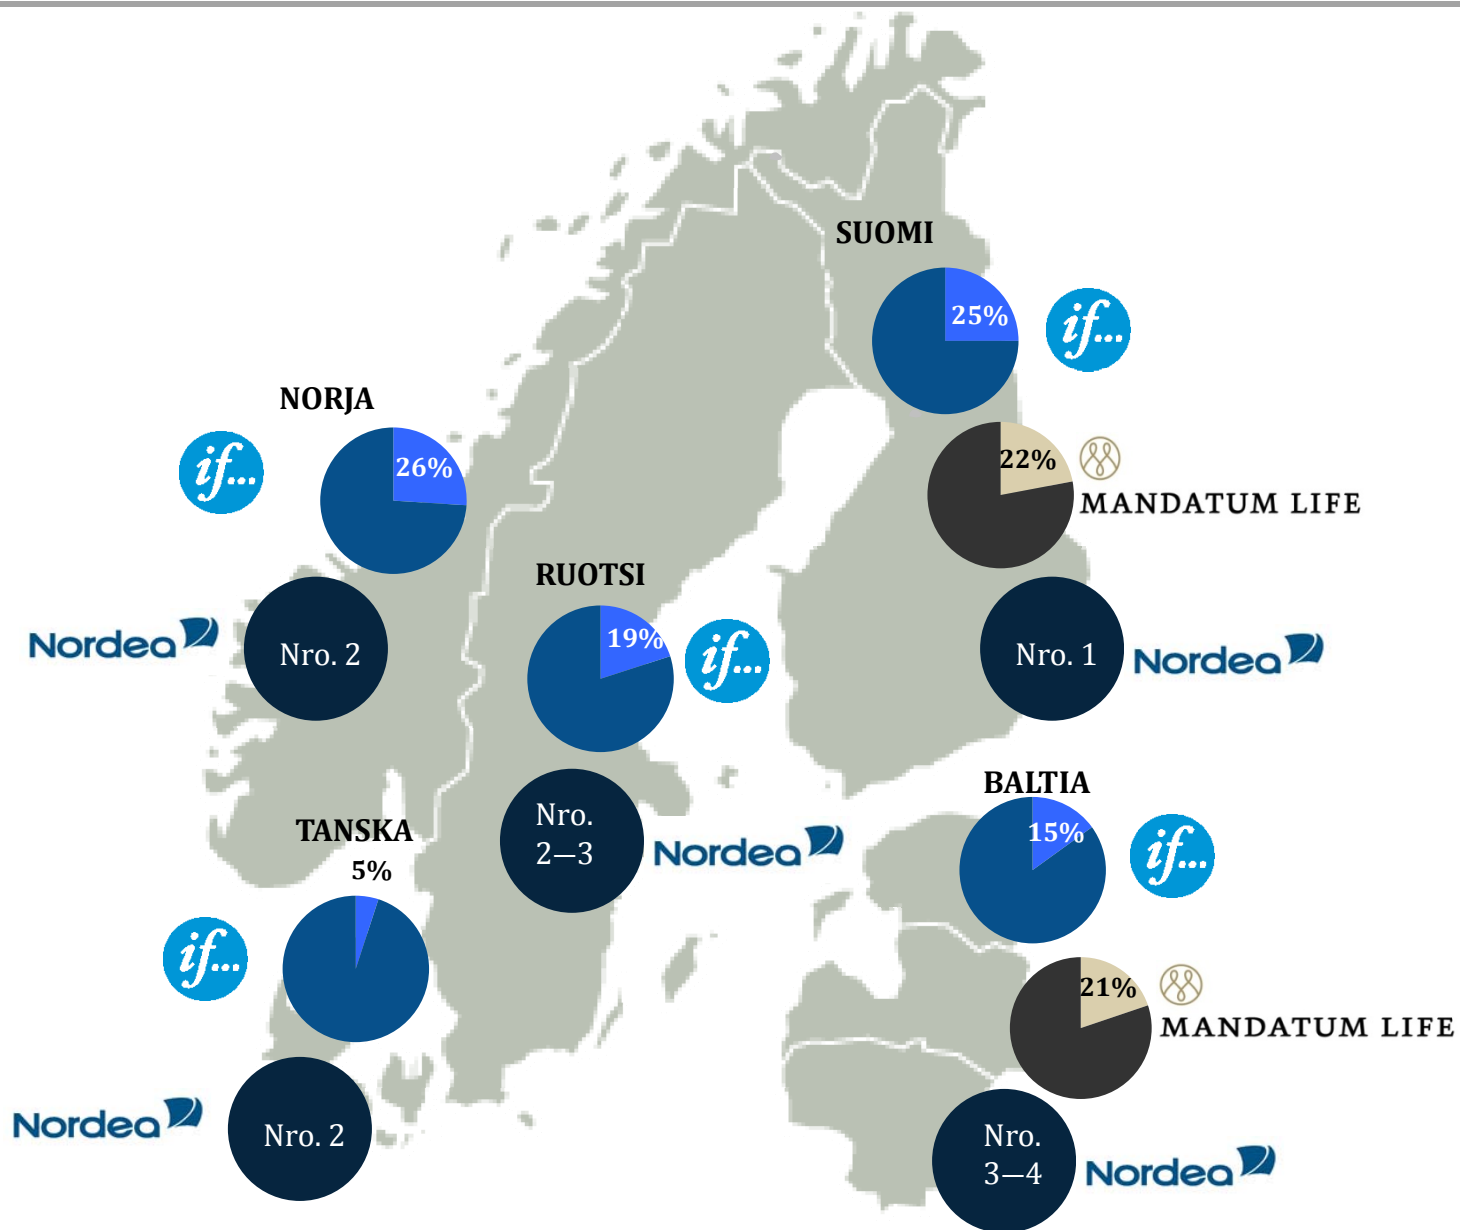 SUOMI
25%
if...
22%
MANDATUM LIFE
Nro. 1
Nordea
NORJA
if...
26%
Nordea
Nro. 2
RUOTSI
19%
if...
Nro.
2—3
Nordea
TANSKA
5%
if...
Nordea
Nro. 2
BALTIA
15%
if...
21%
MANDATUM LIFE
Nro.
3—4
Nordea